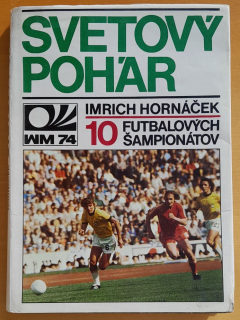 SVETOVÝ
POHÁR
IMRICH HORNÁČEK
WM 74
10 FUTBALOVÝCH
ŠAMPIONÁTOV